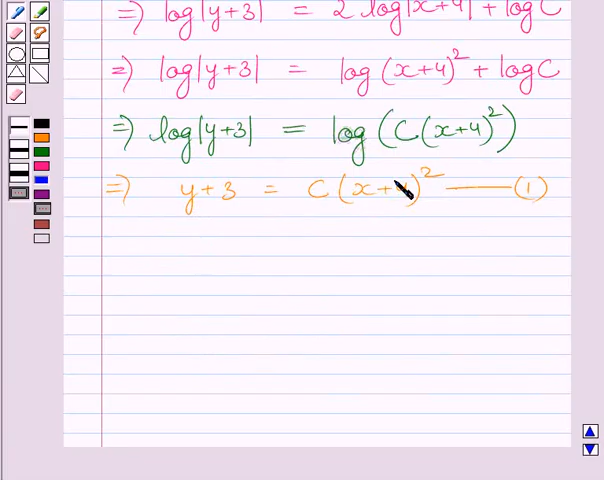 ⇒ log|y+3| = 2 log|x+4| + log C
⇒ log|y+3| = log (x+4)² + log C
⇒ log|y+3| = log (C(x+4)²)
⇒ y+3 = C(x+4)² —— (1)